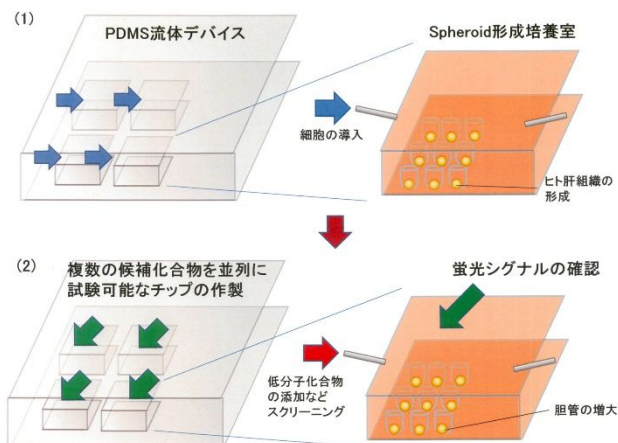 (1)
PDMS流体デバイス
Spheroid形成培養室
細胞の導入
ヒト肝組織の
形成
(2)
複数の候補化合物を並列に
試験可能なチップの作製
蛍光シグナルの確認
低分子化合物
の添加など
スクリーニング
胆管の増大